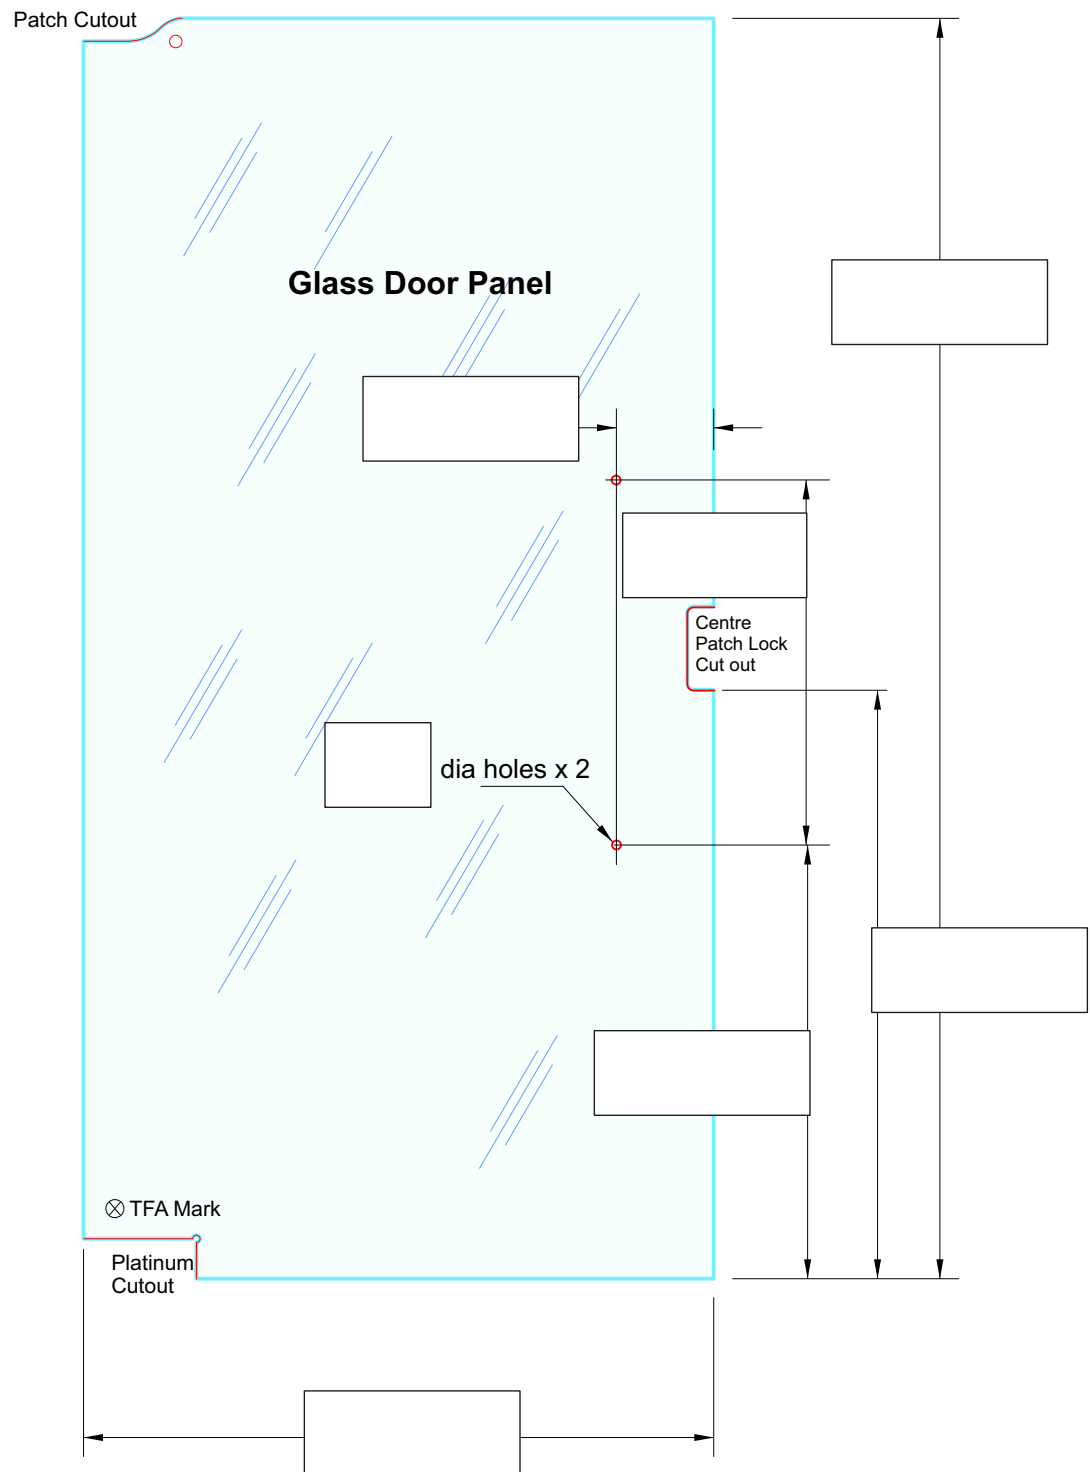 Patch Cutout
Glass Door Panel
Centre
Patch Lock
Cut out
dia holes x 2
TFA Mark
Platinum
Cutout